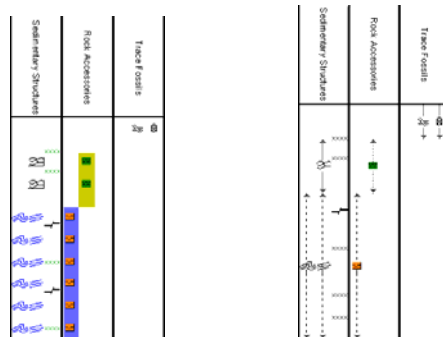 Sedimentary Structures
Rock Accessories
Trace Fossils
Sedimentary Structures
Rock Accessories
Trace Fossils